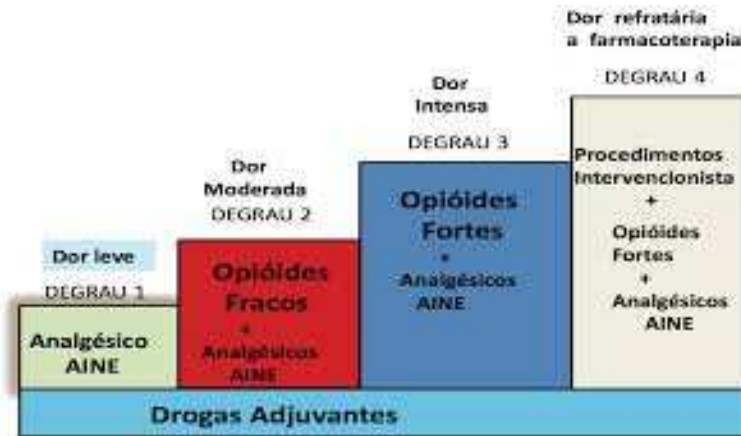 Dor leve
DEGRAU 1
Analgésico
AINE
Dor
Moderada
DEGRAU 2
Opióides
Fracos
+
Analgésicos
AINE
Dor
Intensa
DEGRAU 3
Opióides
Fortes
+
Analgésicos
AINE
Dor refratária
a farmacoterapia
DEGRAU 4
Procedimentos
Intervencionista
+
Opióides
Fortes
+
Analgésicos
AINE
Drogas Adjuvantes